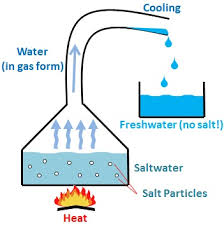 Cooling
Water
(in gas form)
Freshwater (no salt!)
Saltwater
Salt Particles
Heat